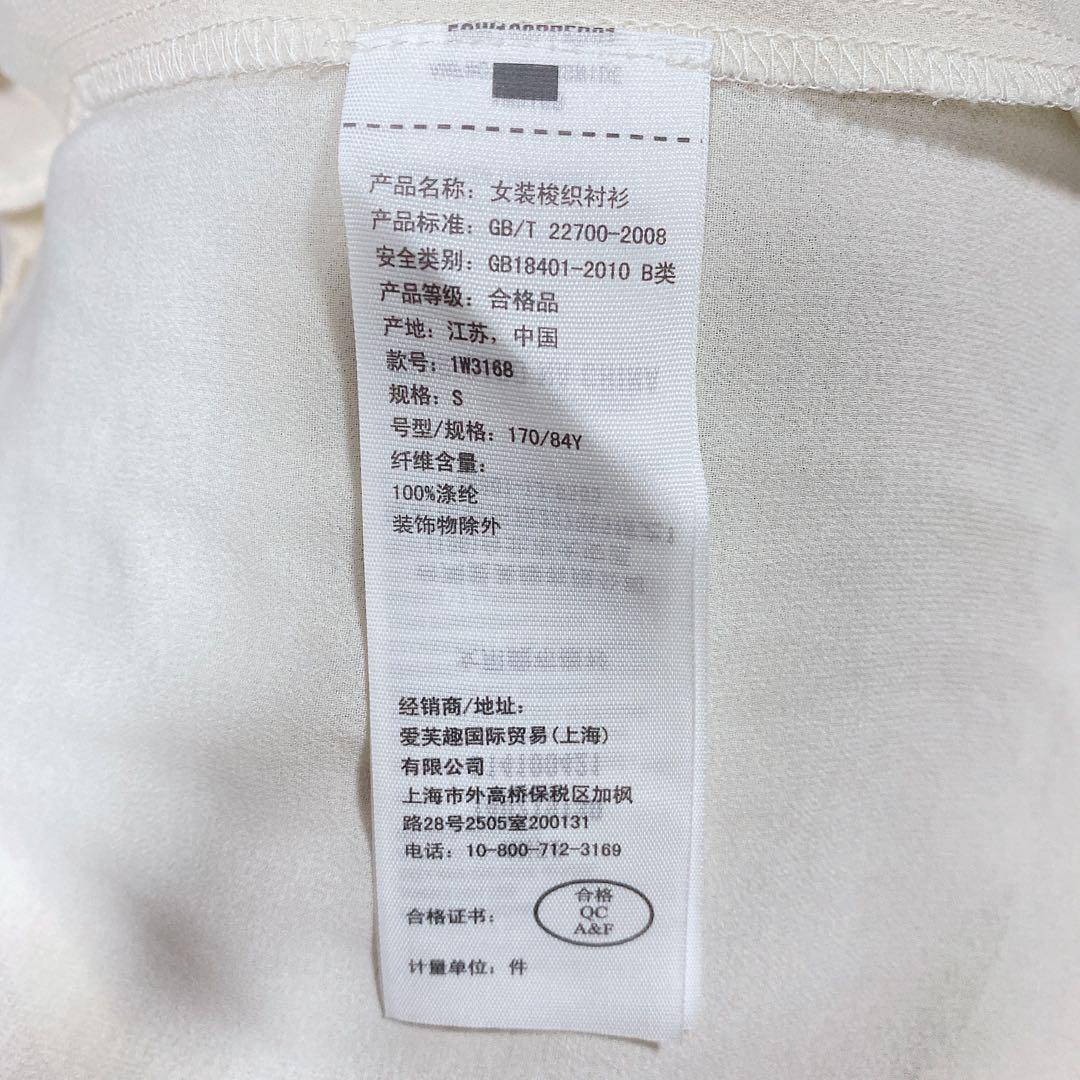 产品名称：女装梭织衬衫
产品标准：GB/T 22700-2008
安全类别：GB18401-2010 B类
产品等级：合格品
产地：江苏，中国
款号：1W3168
规格：S
号型/规格：170/84Y
纤维含量：
100%涤纶
装饰物除外
经销商/地址：
爱芙趣国际贸易(上海)
有限公司
上海市外高桥保税区加枫
路28号2505室200131
电话：10-800-712-3169
合格证书：
合格
QC
A&F
计量单位：件